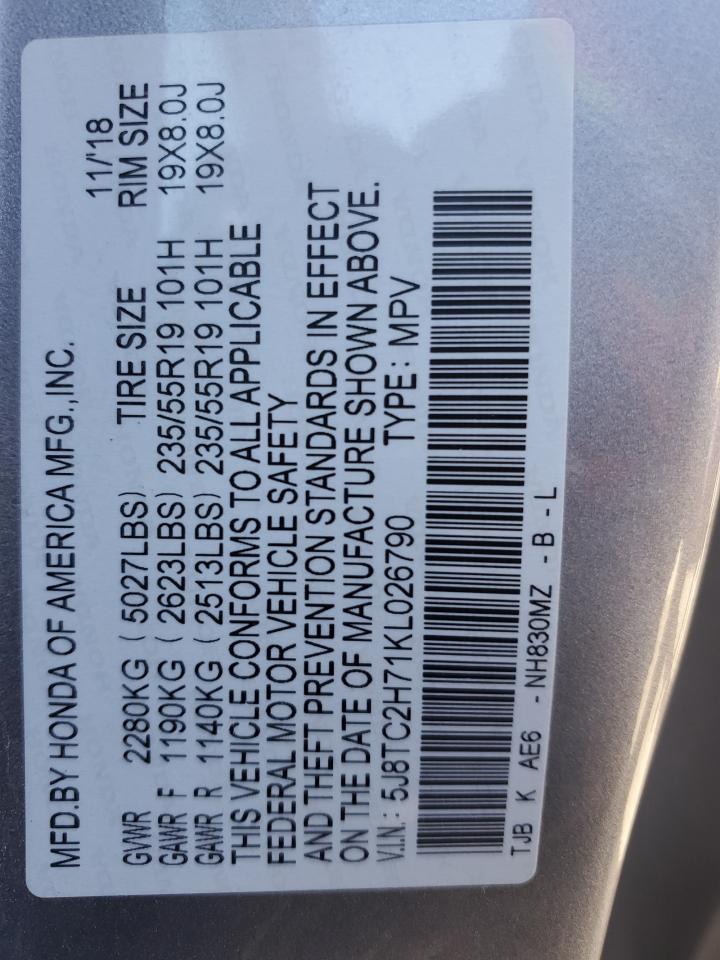 MFD.BY HONDA OF AMERICA MFG.,INC. 11/'18
GVWR 2280KG ( 5027LBS) TIRE SIZE RIM SIZE
GAWR F 1190KG ( 2623LBS) 235/55R19 101H 19X8.0J
GAWR R 1140KG ( 2513LBS) 235/55R19 101H 19X8.0J
THIS VEHICLE CONFORMS TO ALL APPLICABLE
FEDERAL MOTOR VEHICLE SAFETY
AND THEFT PREVENTION STANDARDS IN EFFECT
ON THE DATE OF MANUFACTURE SHOWN ABOVE.
V.I.N.: 5J8TC2H71KL026790 TYPE: MPV
TJB K AE6 - NH830MZ - B - L